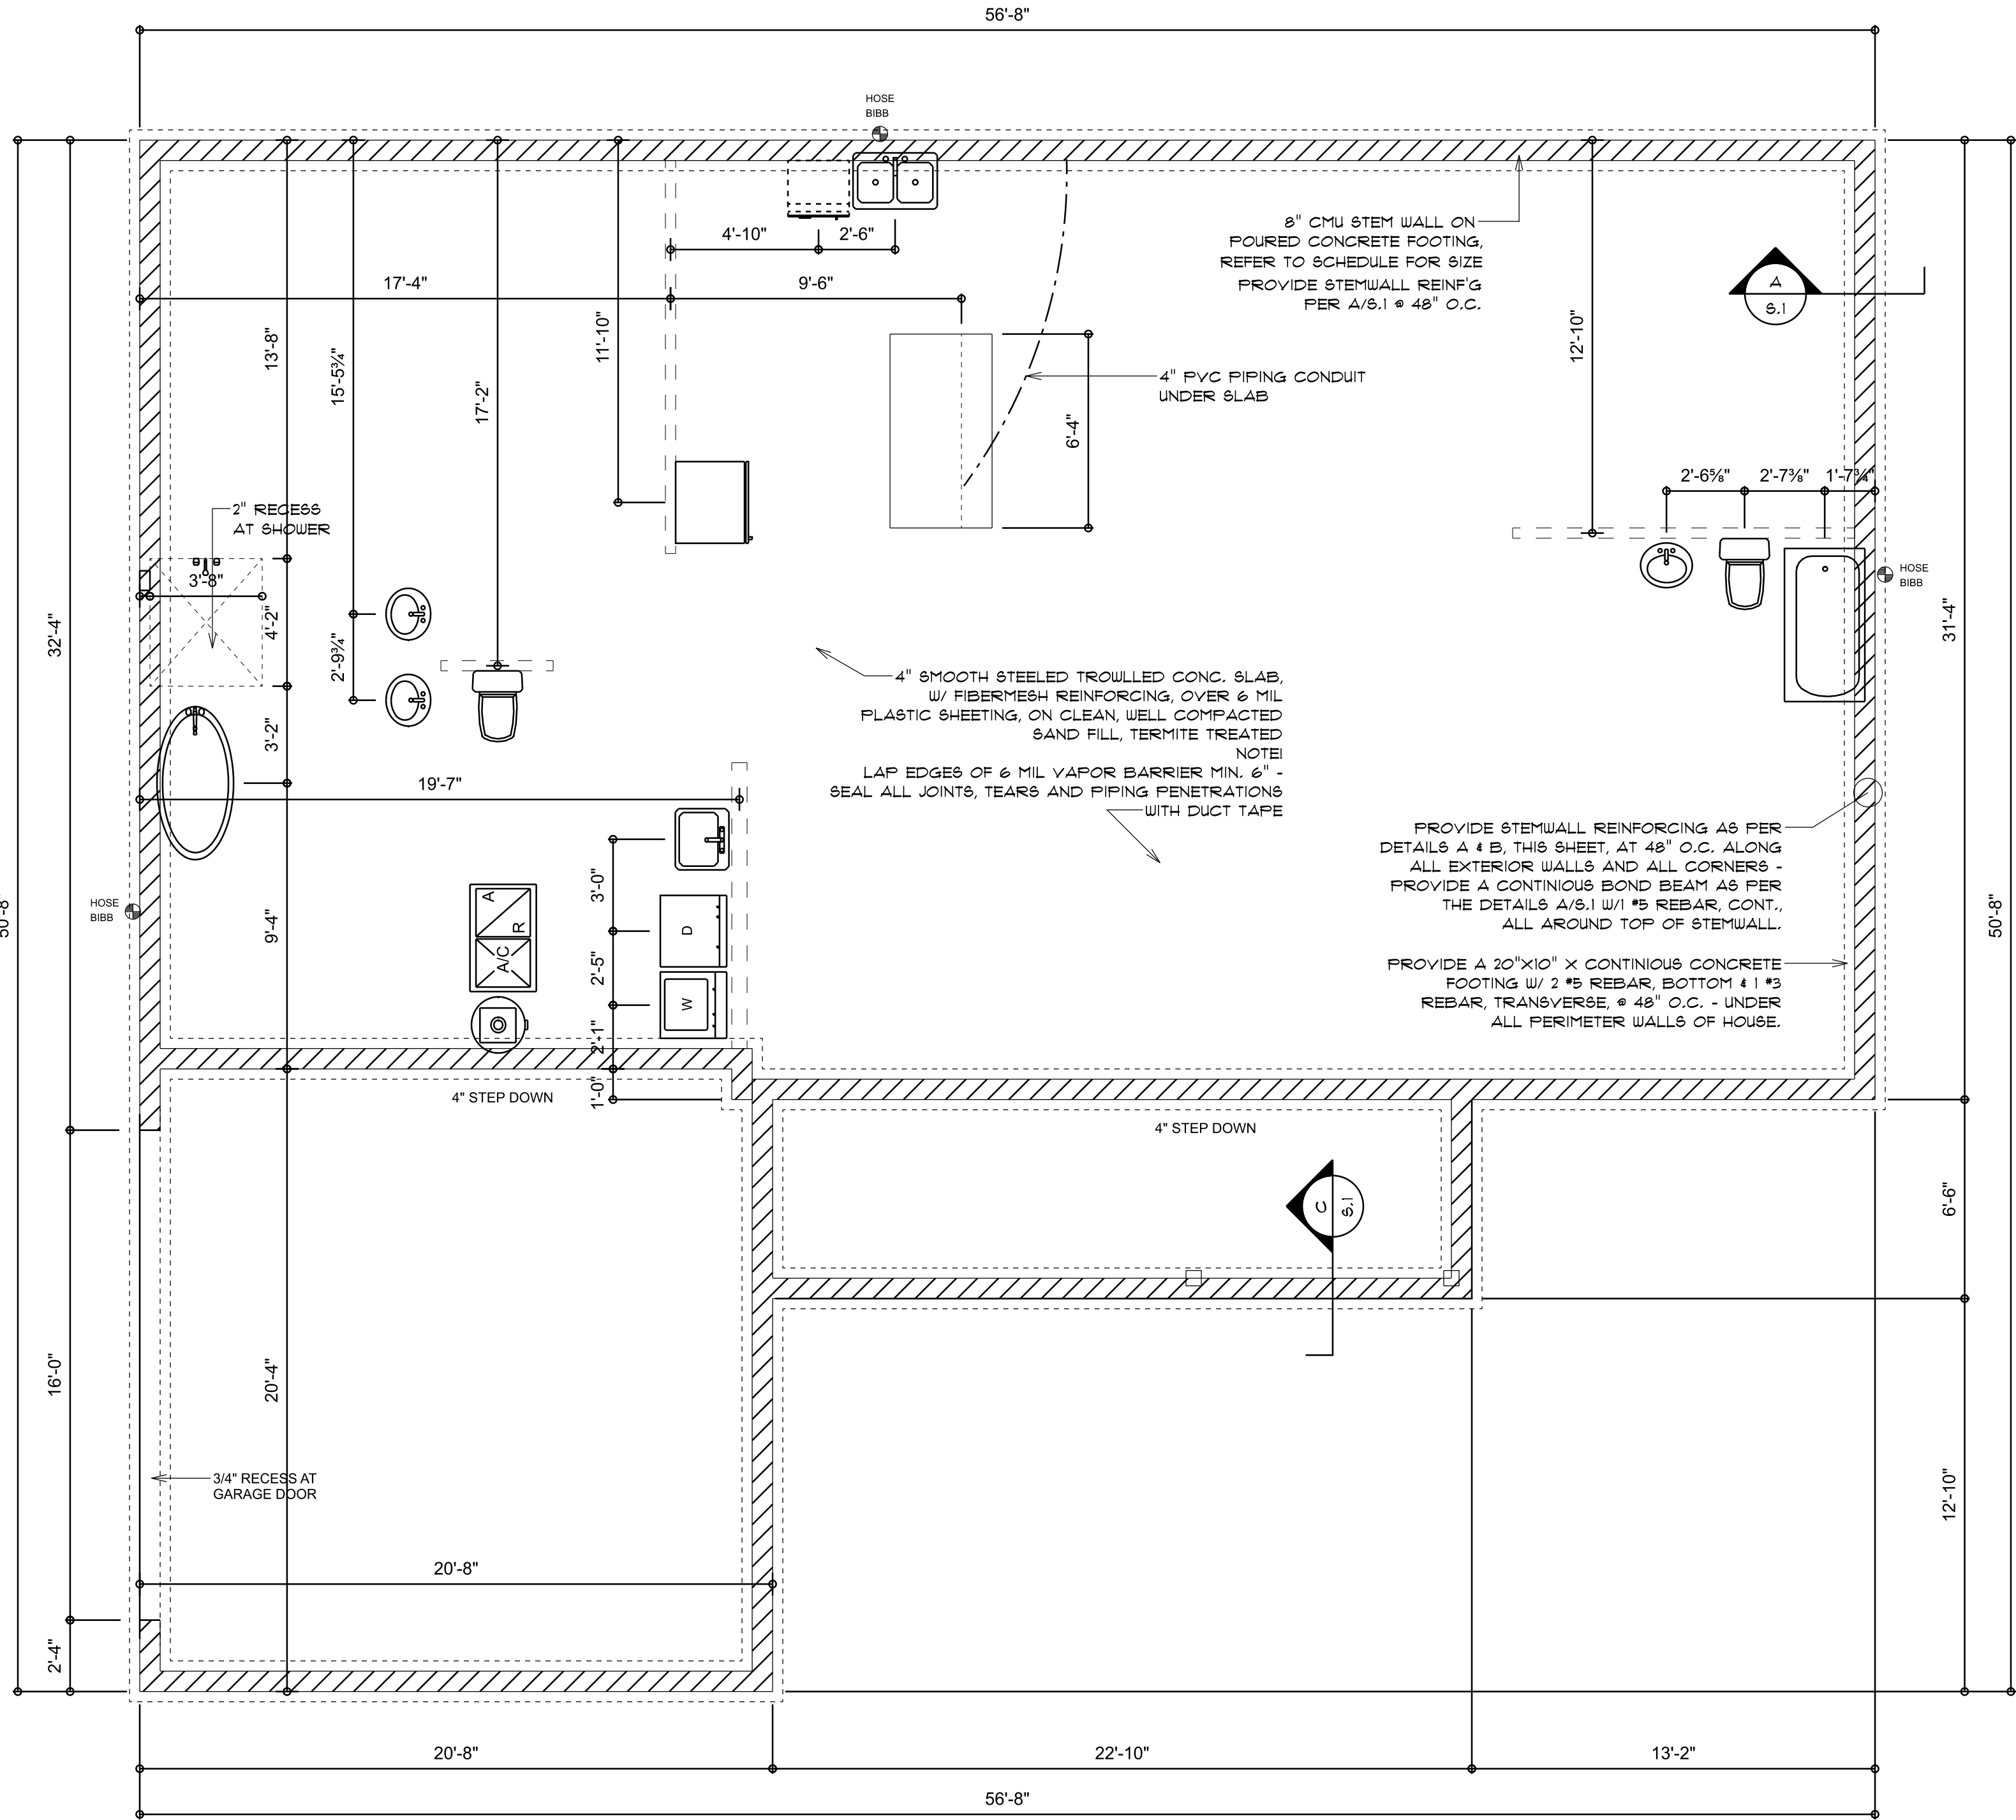 56'-8"
HOSE
BIBB
8" CMU STEM WALL ON
POURED CONCRETE FOOTING,
REFER TO SCHEDULE FOR SIZE
PROVIDE STEMWALL REINF'G
PER A/S.1 @ 48" O.C.
4'-10"
2'-6"
17'-4"
9'-6"
A
S.1
13'-8"
15'-5¾"
17'-2"
11'-10"
12'-10"
4" PVC PIPING CONDUIT
UNDER SLAB
6'-4"
2'-6⅝"
2'-7⅜"
1'-7¾"
2" RECESS
AT SHOWER
3'-8"
4'-2"
HOSE
BIBB
32'-4"
31'-4"
2'-9¾"
4" SMOOTH STEELED TROWLLED CONC. SLAB,
W/ FIBERMESH REINFORCING, OVER 6 MIL
PLASTIC SHEETING, ON CLEAN, WELL COMPACTED
SAND FILL, TERMITE TREATED
NOTE!
LAP EDGES OF 6 MIL VAPOR BARRIER MIN. 6" -
SEAL ALL JOINTS, TEARS AND PIPING PENETRATIONS
WITH DUCT TAPE
3'-2"
19'-7"
PROVIDE STEMWALL REINFORCING AS PER
DETAILS A & B, THIS SHEET, AT 48" O.C. ALONG
ALL EXTERIOR WALLS AND ALL CORNERS -
PROVIDE A CONTINIOUS BOND BEAM AS PER
THE DETAILS A/S.1 W/1 #5 REBAR, CONT.,
ALL AROUND TOP OF STEMWALL.
PROVIDE A 20"X10" X CONTINIOUS CONCRETE
FOOTING W/ 2 #5 REBAR, BOTTOM & 1 #3
REBAR, TRANSVERSE, @ 48" O.C. - UNDER
ALL PERIMETER WALLS OF HOUSE.
50'-8"
HOSE
BIBB
9'-4"
A
R
A/C
3'-0"
D
2'-5"
W
2'-1"
1'-0"
50'-8"
4" STEP DOWN
4" STEP DOWN
C
S.1
6'-6"
16'-0"
20'-4"
3/4" RECESS AT
GARAGE DOOR
12'-10"
20'-8"
2'-4"
20'-8"
22'-10"
13'-2"
56'-8"